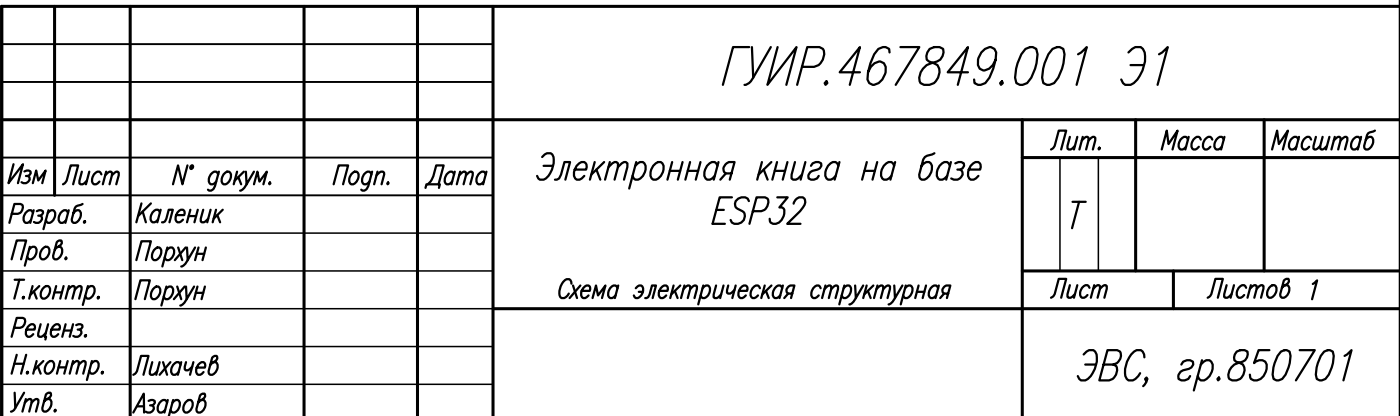 ГУИР.467849.001 Э1
Изм Лист N° докум. Подп. Дата
Разраб. Каленик
Пров. Порхун
Т.контр. Порхун
Реценз.
Н.контр. Лихачев
Утв. Азаров
Электронная книга на базе
ESP32
Схема электрическая структурная
Лит. Масса Масштаб
Т
Лист Листов 1
ЭВС, гр.850701